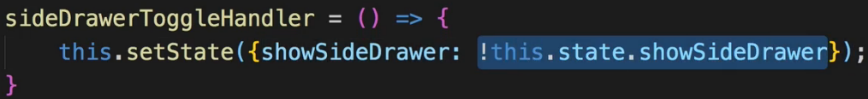 sideDrawerToggleHandler = () => {
    this.setState({showSideDrawer: !this.state.showSideDrawer});
}